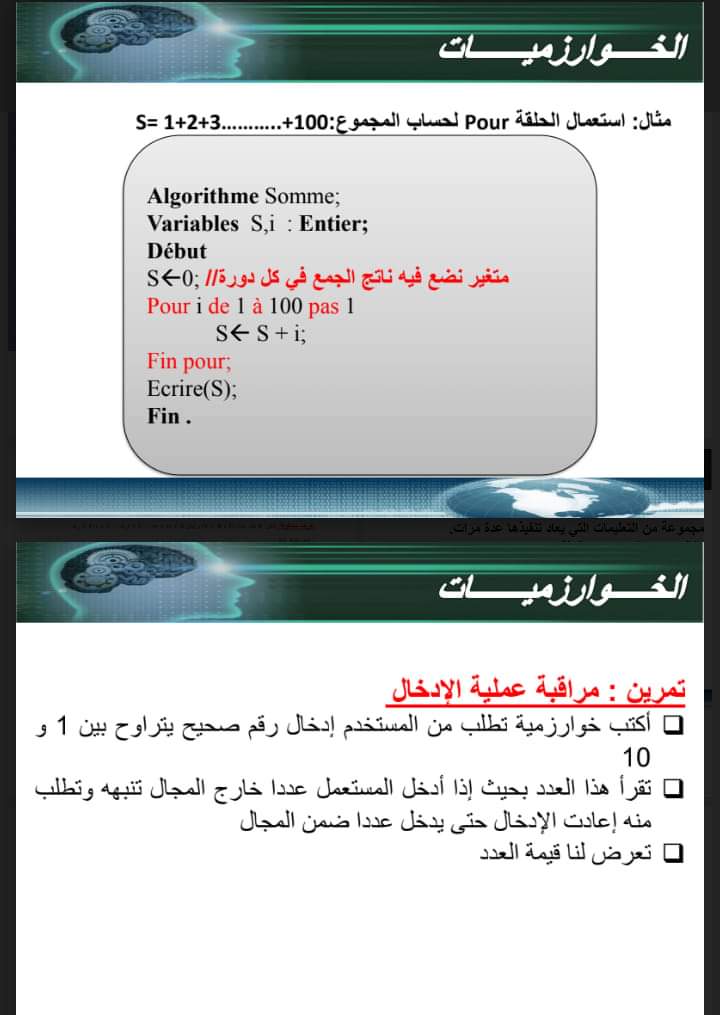 الخـــوارزميــــات
مثال: استعمال الحلقة Pour لحساب المجموع:S= 1+2+3...........+100
Algorithme Somme;
Variables S,i : Entier;
Début
S←0; //متغير نضع فيه ناتج الجمع في كل دورة
Pour i de 1 à 100 pas 1
S← S + i;
Fin pour;
Ecrire(S);
Fin .
مجموعة من التعليمات التي يعاد تنفيذها عدة مرات.
الخـــوارزميــــات
تمرين : مراقبة عملية الإدخال
❑ أكتب خوارزمية تطلب من المستخدم إدخال رقم صحيح يتراوح بين 1 و
10
❑ تقرأ هذا العدد بحيث إذا أدخل المستعمل عددا خارج المجال تنبهه وتطلب
منه إعادت الإدخال حتى يدخل عددا ضمن المجال
❑ تعرض لنا قيمة العدد